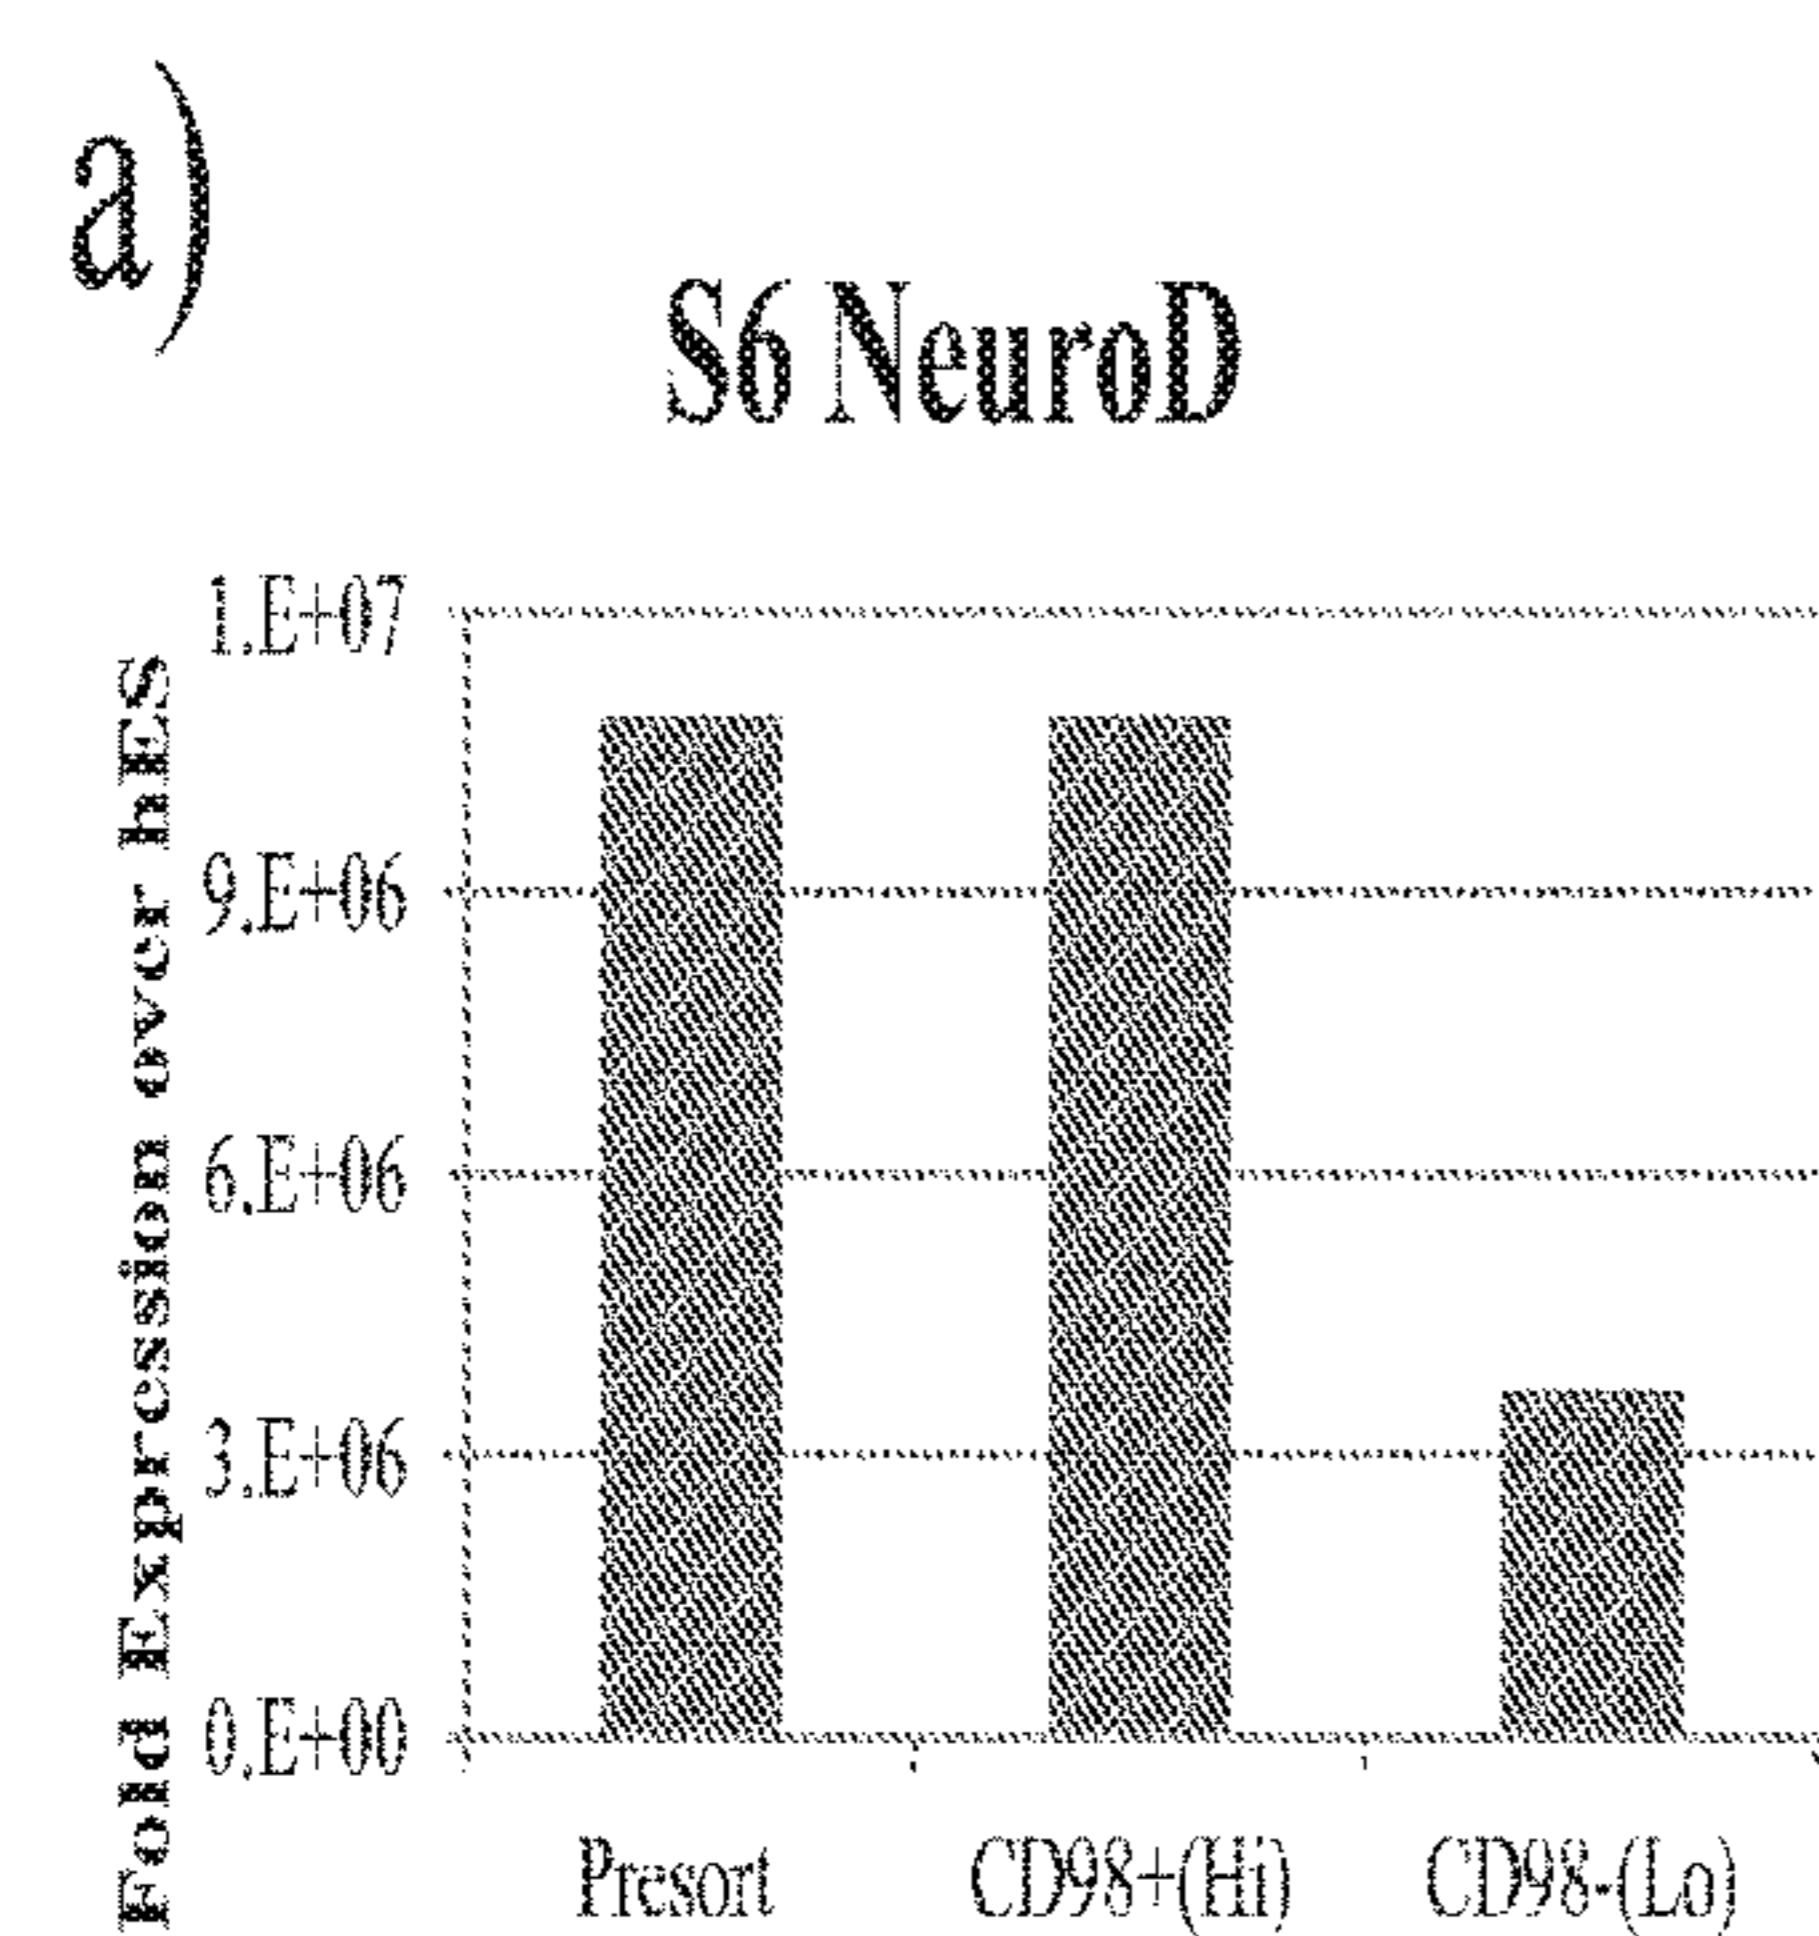 a)
S6 NeuroD
Fold Expression over hES
1.E+07
9.E+06
6.E+06
3.E+06
0.E+00
Presort CD98+(Hi) CD98-(Lo)